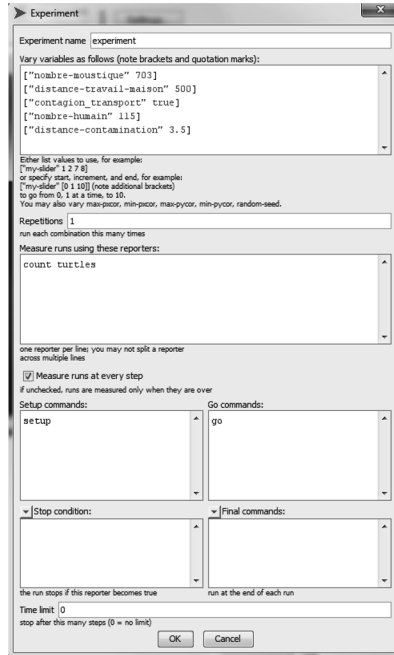 Experiment
Experiment name experiment
Vary variables as follows (note brackets and quotation marks):
["nombre-moustique" 703]
["distance-travail-maison" 500]
["contagion_transport" true]
["nombre-humain" 115]
["distance-contamination" 3.5]
Either list values to use, for example:
["my-slider" 1 2 7 8]
or specify start, increment, and end, for example:
["my-slider" [0 1 10]] (note additional brackets)
to go from 0, 1 at a time, to 10.
You may also vary max-pxcor, min-pxcor, max-pycor, min-pycor, random-seed.
Repetitions 1
run each combination this many times
Measure runs using these reporters:
count turtles
one reporter per line; you may not split a reporter
across multiple lines
Measure runs at every step
if unchecked, runs are measured only when they are over
Setup commands:
setup
Go commands:
go
Stop condition:
the run stops if this reporter becomes true
Final commands:
run at the end of each run
Time limit 0
stop after this many steps (0 = no limit)
OK
Cancel